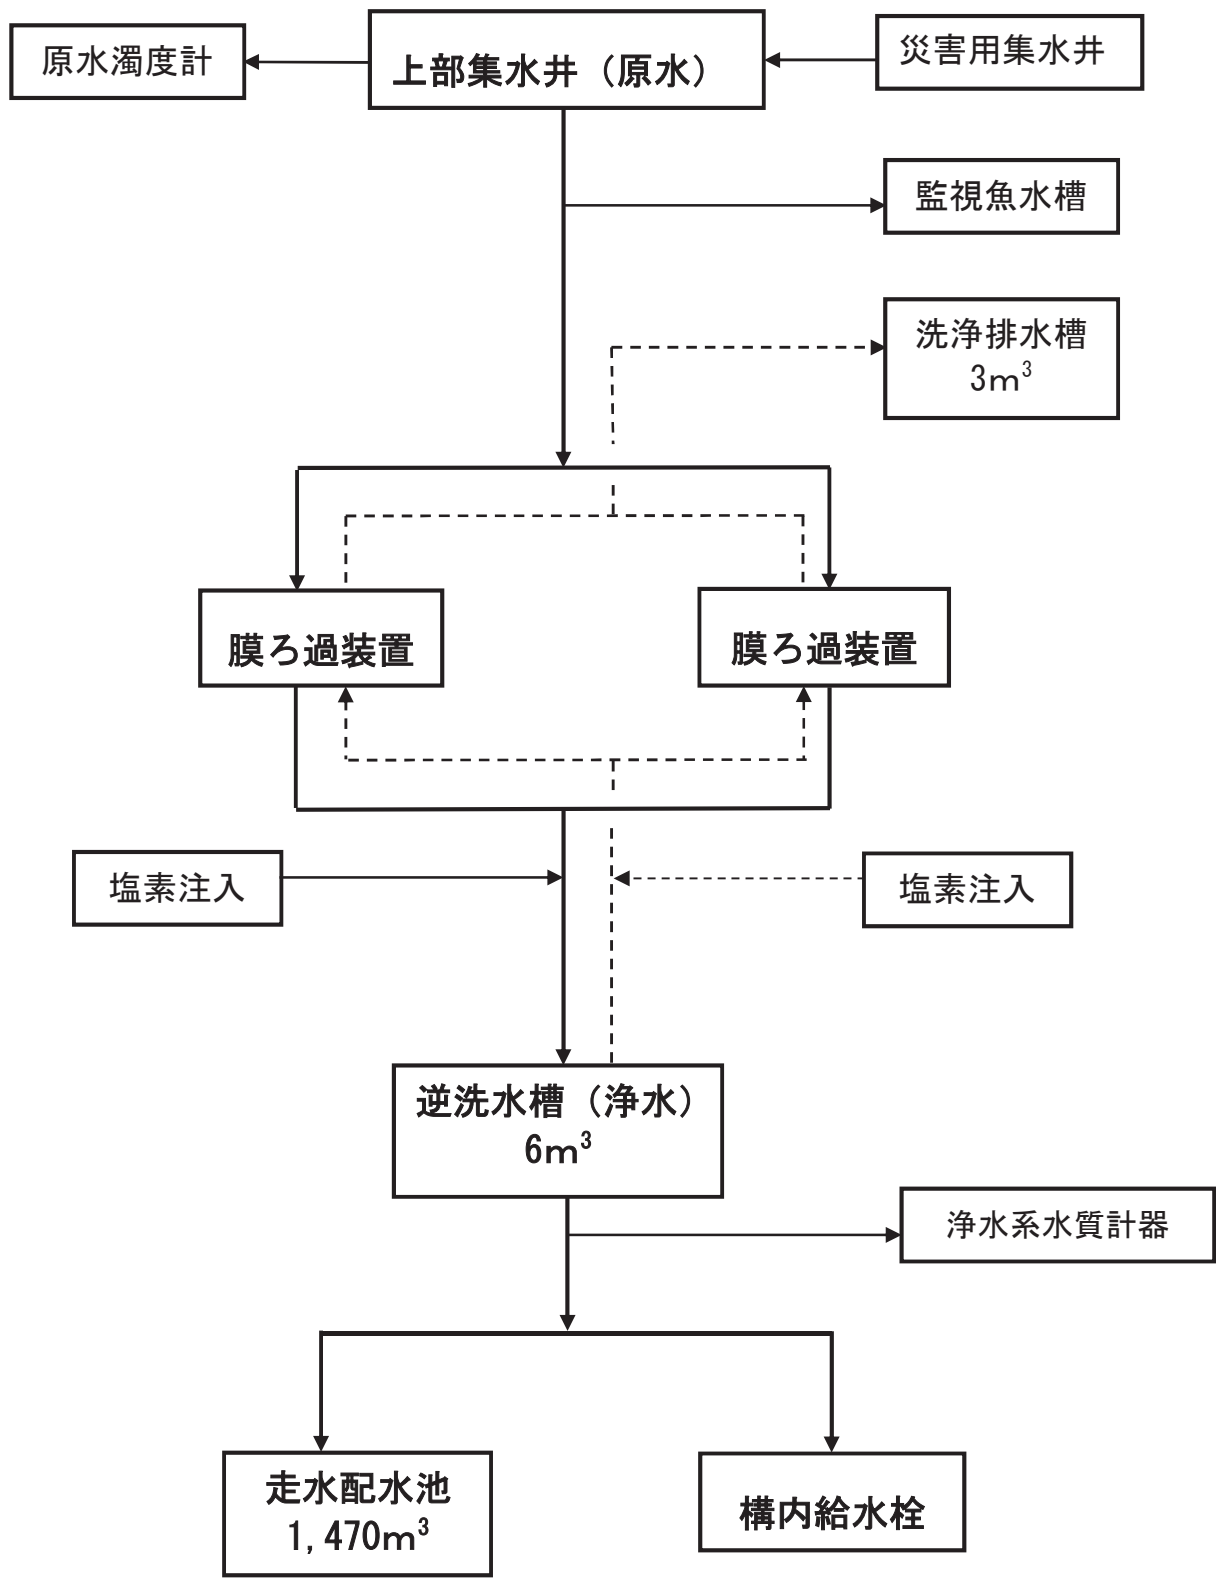 原水濁度計
上部集水井（原水）
災害用集水井
監視魚水槽
洗浄排水槽
3m³
膜ろ過装置
膜ろ過装置
塩素注入
塩素注入
逆洗水槽（浄水）
6m³
浄水系水質計器
走水配水池
1,470m³
構内給水栓